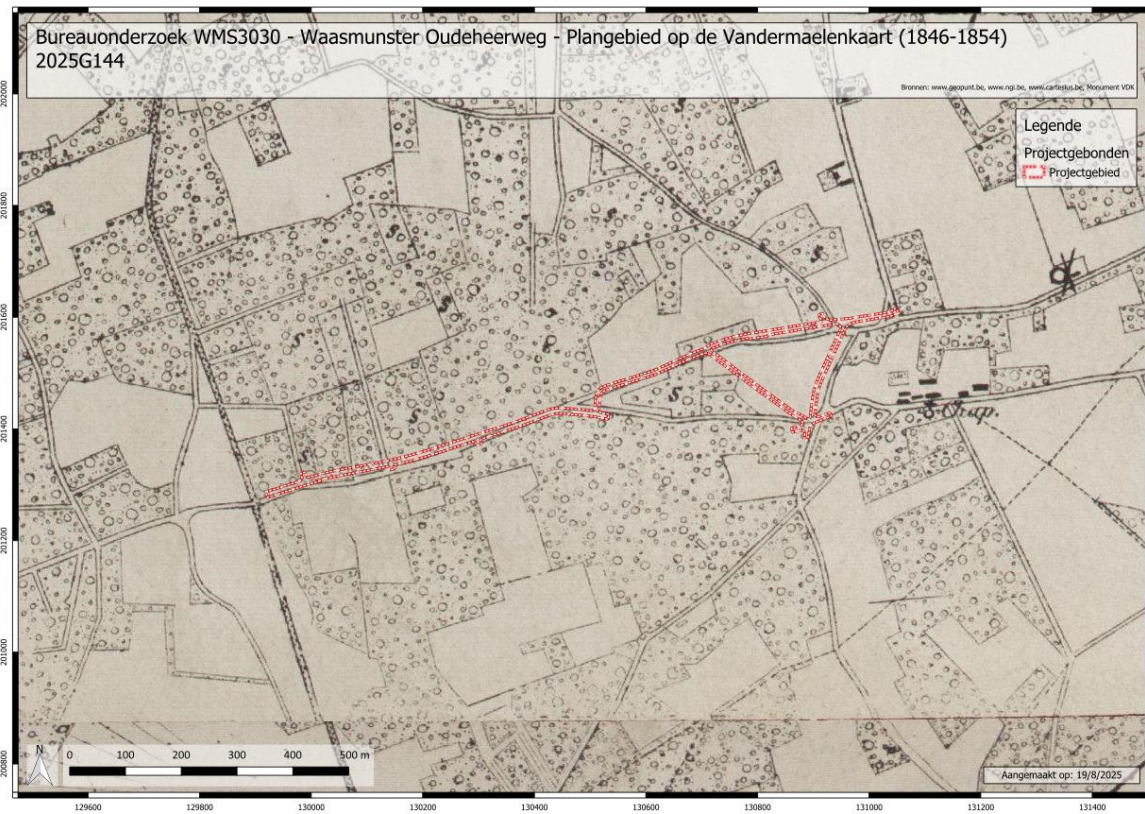 Bureauonderzoek WMS3030 - Waasmunster Oudeheerweg - Plangebied op de Vandermaelenkaart (1846-1854)
2025G144
Bronnen: www.geopunt.be, www.ngi.be, www.cartesius.be, Monument VDK
Legende
Projectgebonden
Projectgebied
202000
201800
201600
201400
201200
201000
200800
S
S
S
S
S
S
S
S
S
Chap.
N
0 100 200 300 400 500 m
Aangemaakt op: 19/8/2025
129600 129800 130000 130200 130400 130600 130800 131000 131200 131400